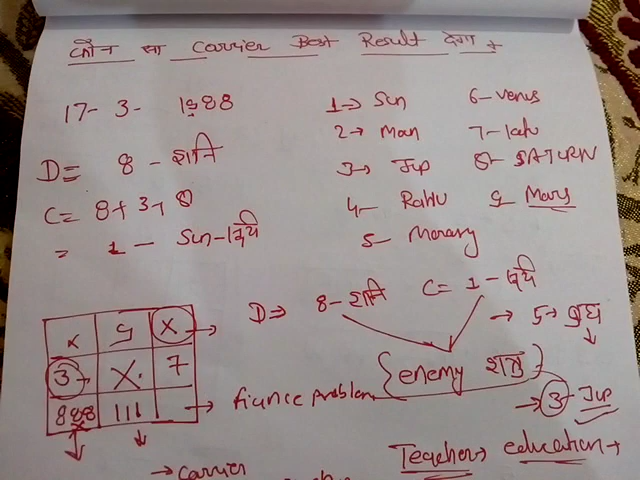 कौन सा Carrier Best Result देगा
17- 3- 1988
D= 8 - शनि
C= 8+ 3+ 8
= 1 - Sun - सूर्य
1→ Sun
2→ Moon
3→ Jup
4- Rahu
5- Merary
6- venus
7- ketu
8- SATURN
9- Mars
D⇒ 8- शनि C= 1 - सूर्य
→ 5→ बुध
{enemy शत्रु}
→ 3- Jup
x 9 x
3 x. 7
888 111
→ finance problem
→ Carrier
Teacher, education